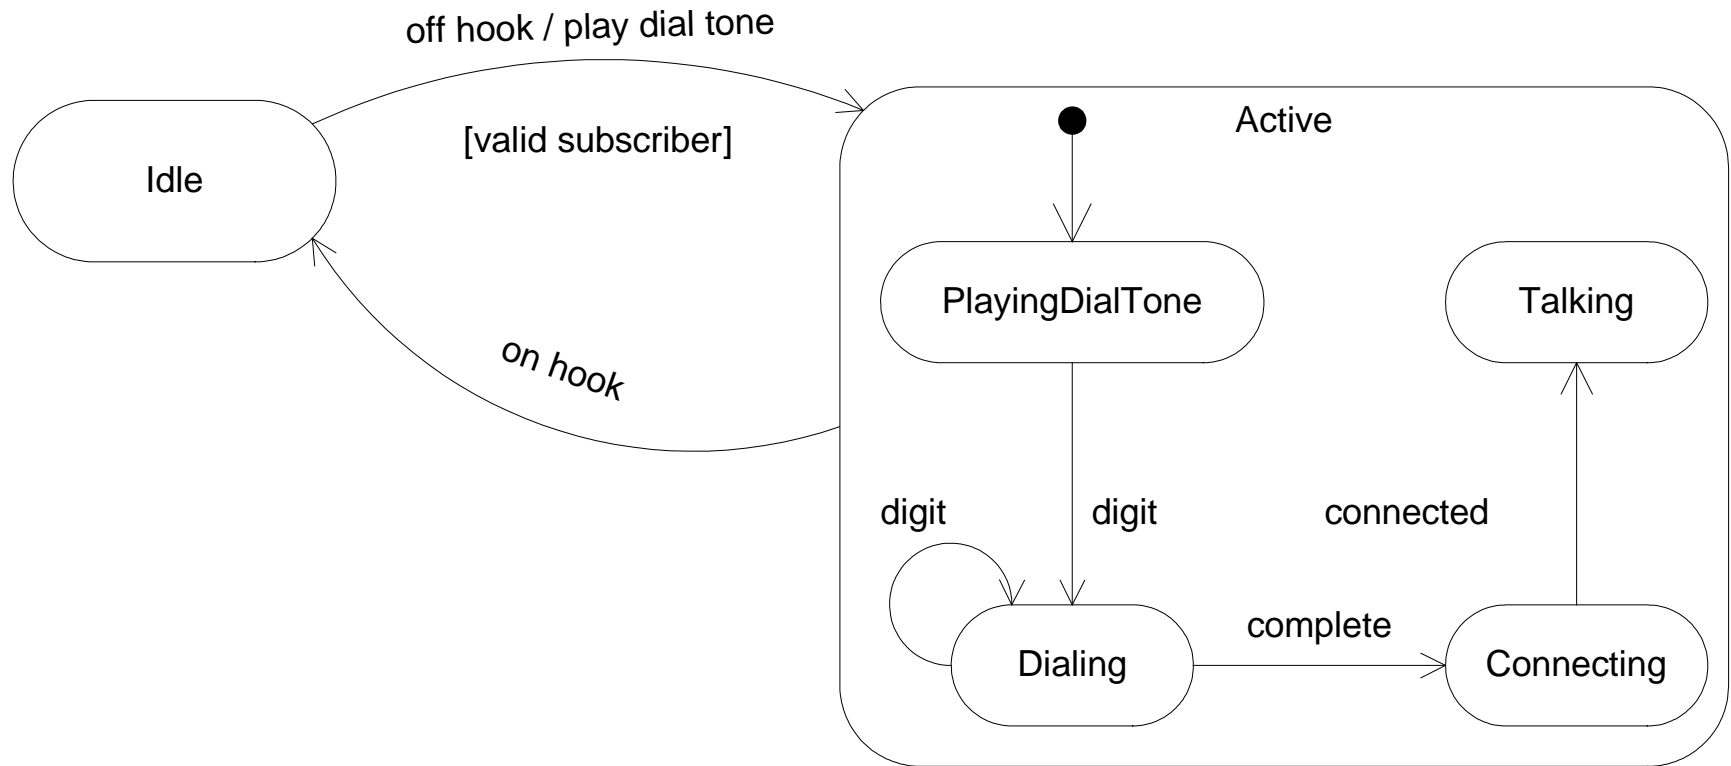 off hook / play dial tone
[valid subscriber]
Active
Idle
PlayingDialTone
Talking
on hook
digit
digit
connected
complete
Dialing
Connecting